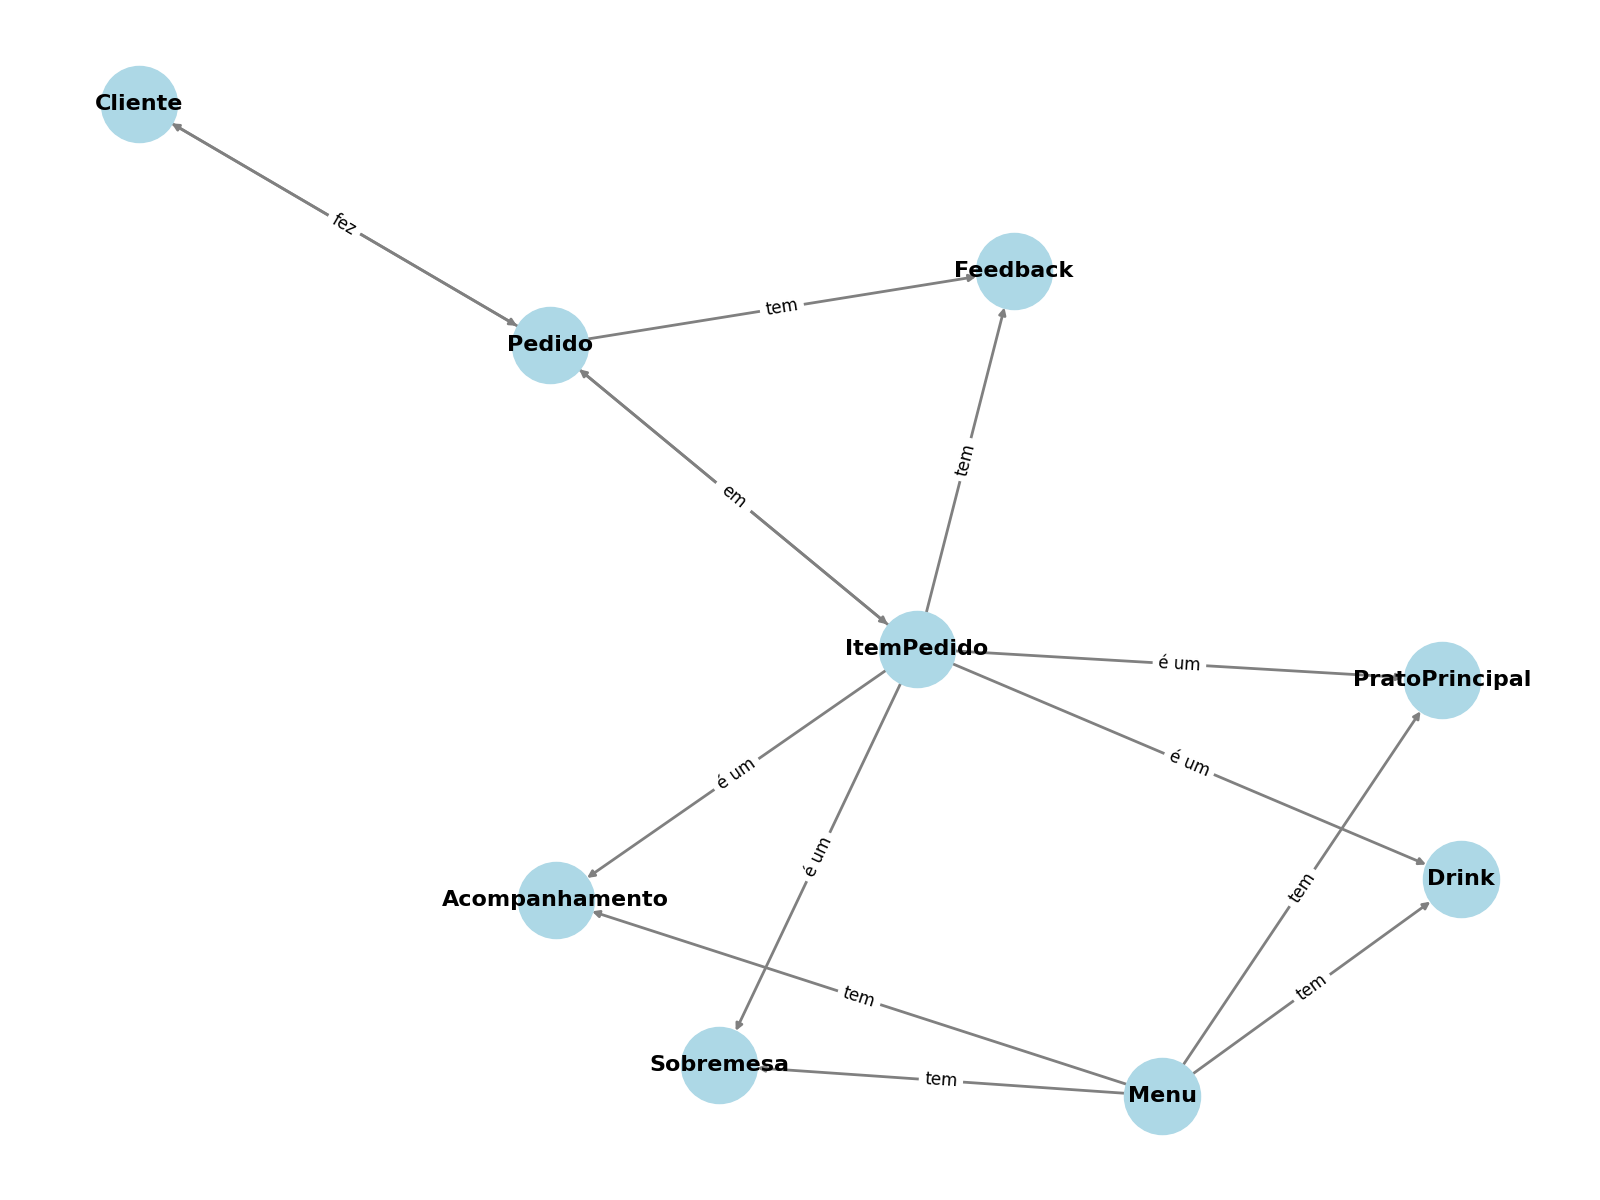 Cliente
fez
Feedback
tem
Pedido
tem
em
ItemPedido
é um
PratoPrincipal
é um
é um
é um
tem
Drink
Acompanhamento
tem
tem
Sobremesa
tem
Menu